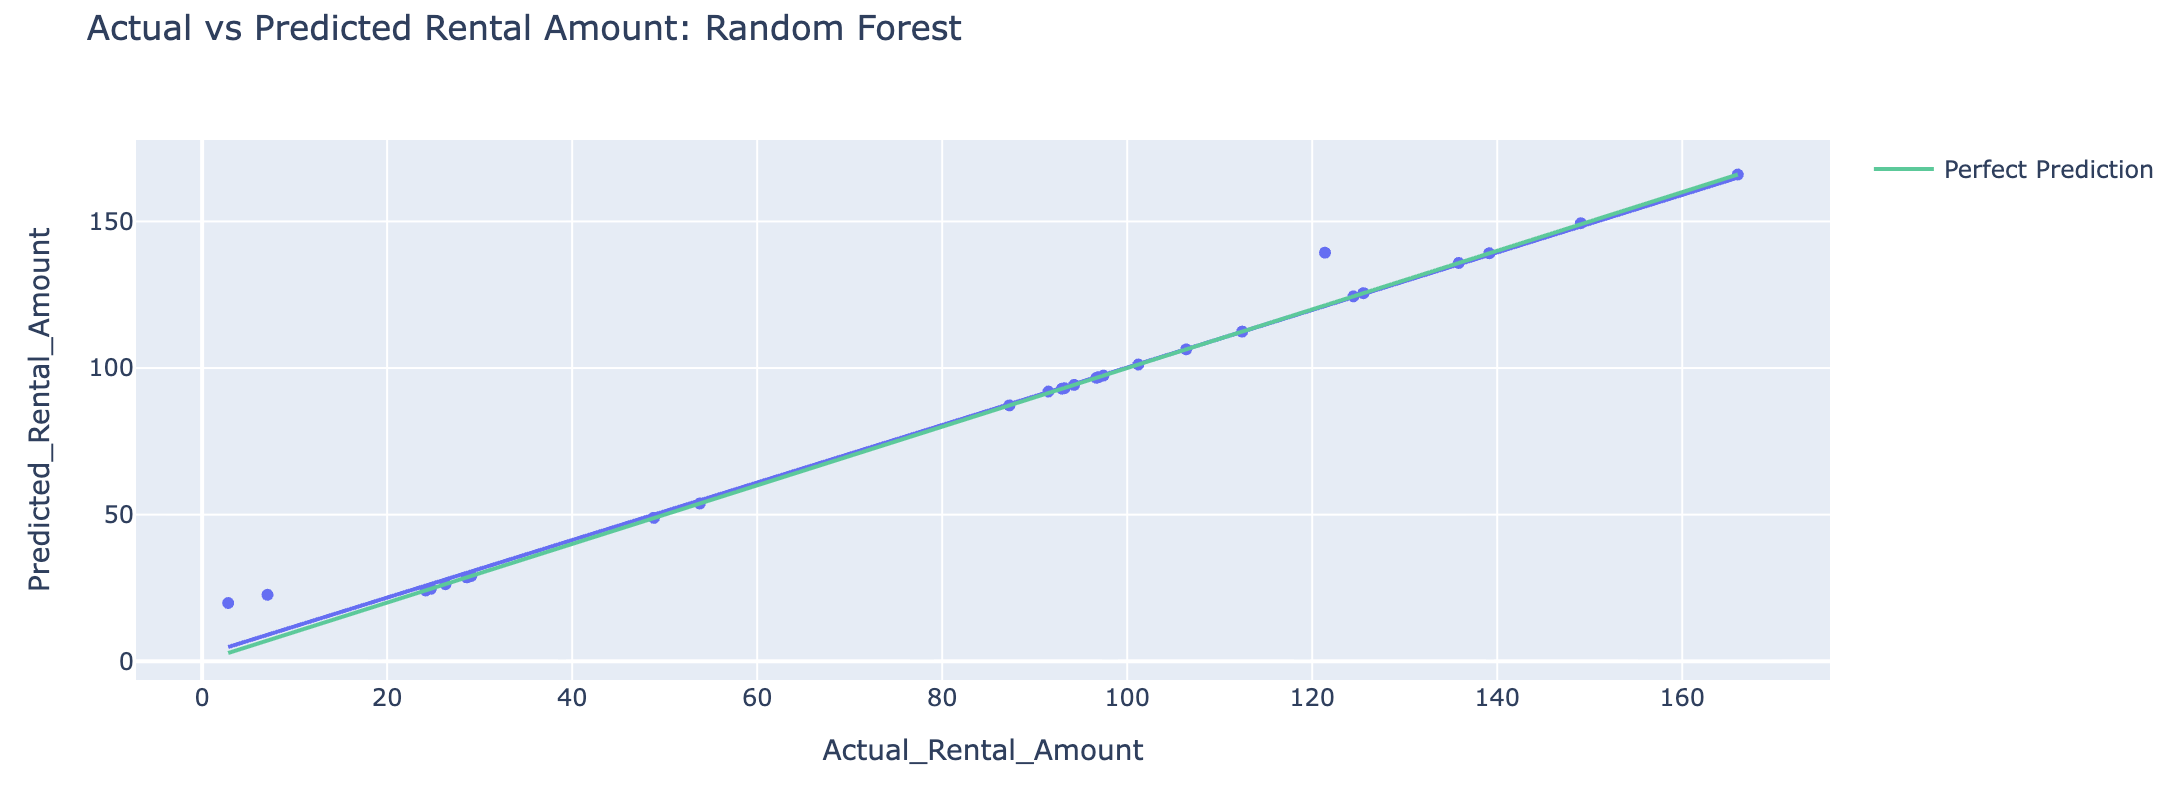 Actual vs Predicted Rental Amount: Random Forest
Perfect Prediction
150
100
50
0
Predicted_Rental_Amount
0 20 40 60 80 100 120 140 160
Actual_Rental_Amount